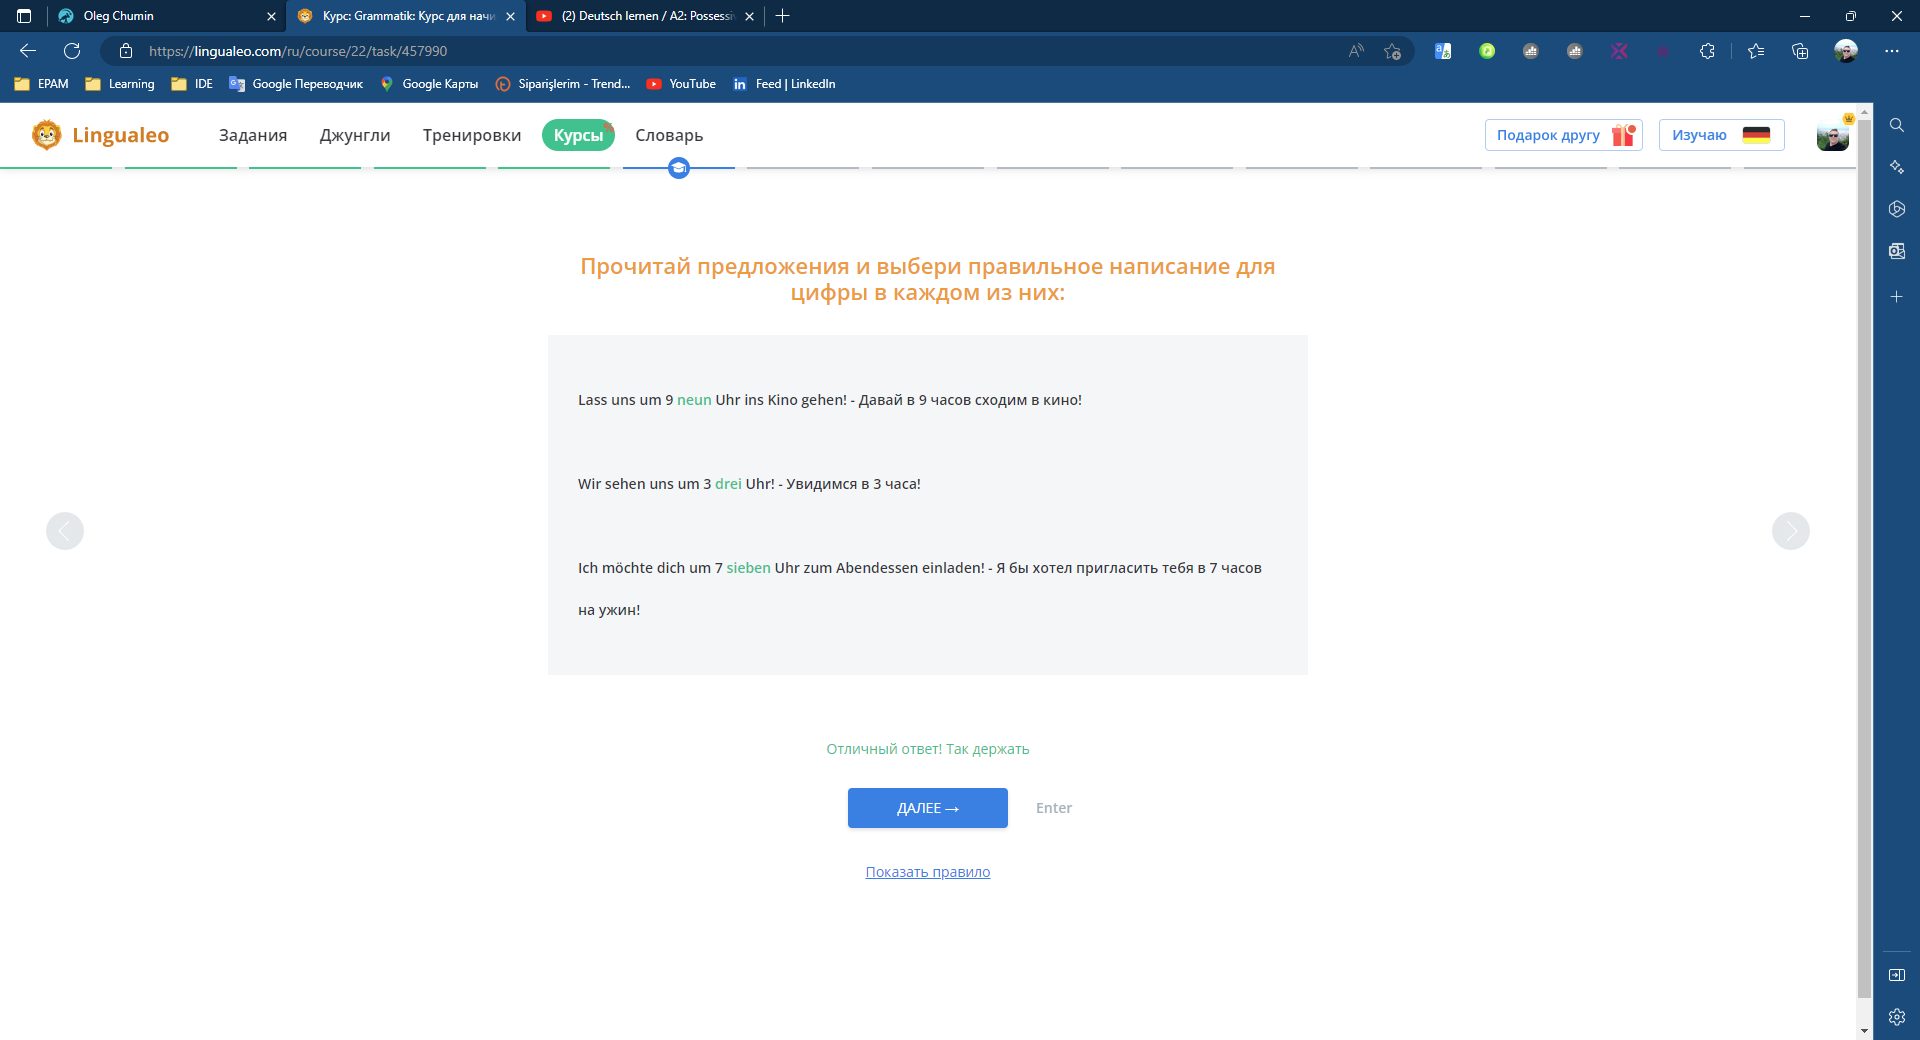 Oleg Chumin
Курс: Grammatik: Курс для начи
(2) Deutsch lernen / A2: Possessi
https://lingualeo.com/ru/course/22/task/457990
EPAM
Learning
IDE
Google Переводчик
Google Карты
Siparişlerim - Trend...
YouTube
Feed | LinkedIn
Lingualeo
Задания
Джунгли
Тренировки
Курсы
Словарь
Подарок другу
Изучаю
Прочитай предложения и выбери правильное написание для
цифры в каждом из них:
Lass uns um 9 neun Uhr ins Kino gehen! - Давай в 9 часов сходим в кино!
Wir sehen uns um 3 drei Uhr! - Увидимся в 3 часа!
Ich möchte dich um 7 sieben Uhr zum Abendessen einladen! - Я бы хотел пригласить тебя в 7 часов
на ужин!
Отличный ответ! Так держать
ДАЛЕЕ →
Enter
Показать правило